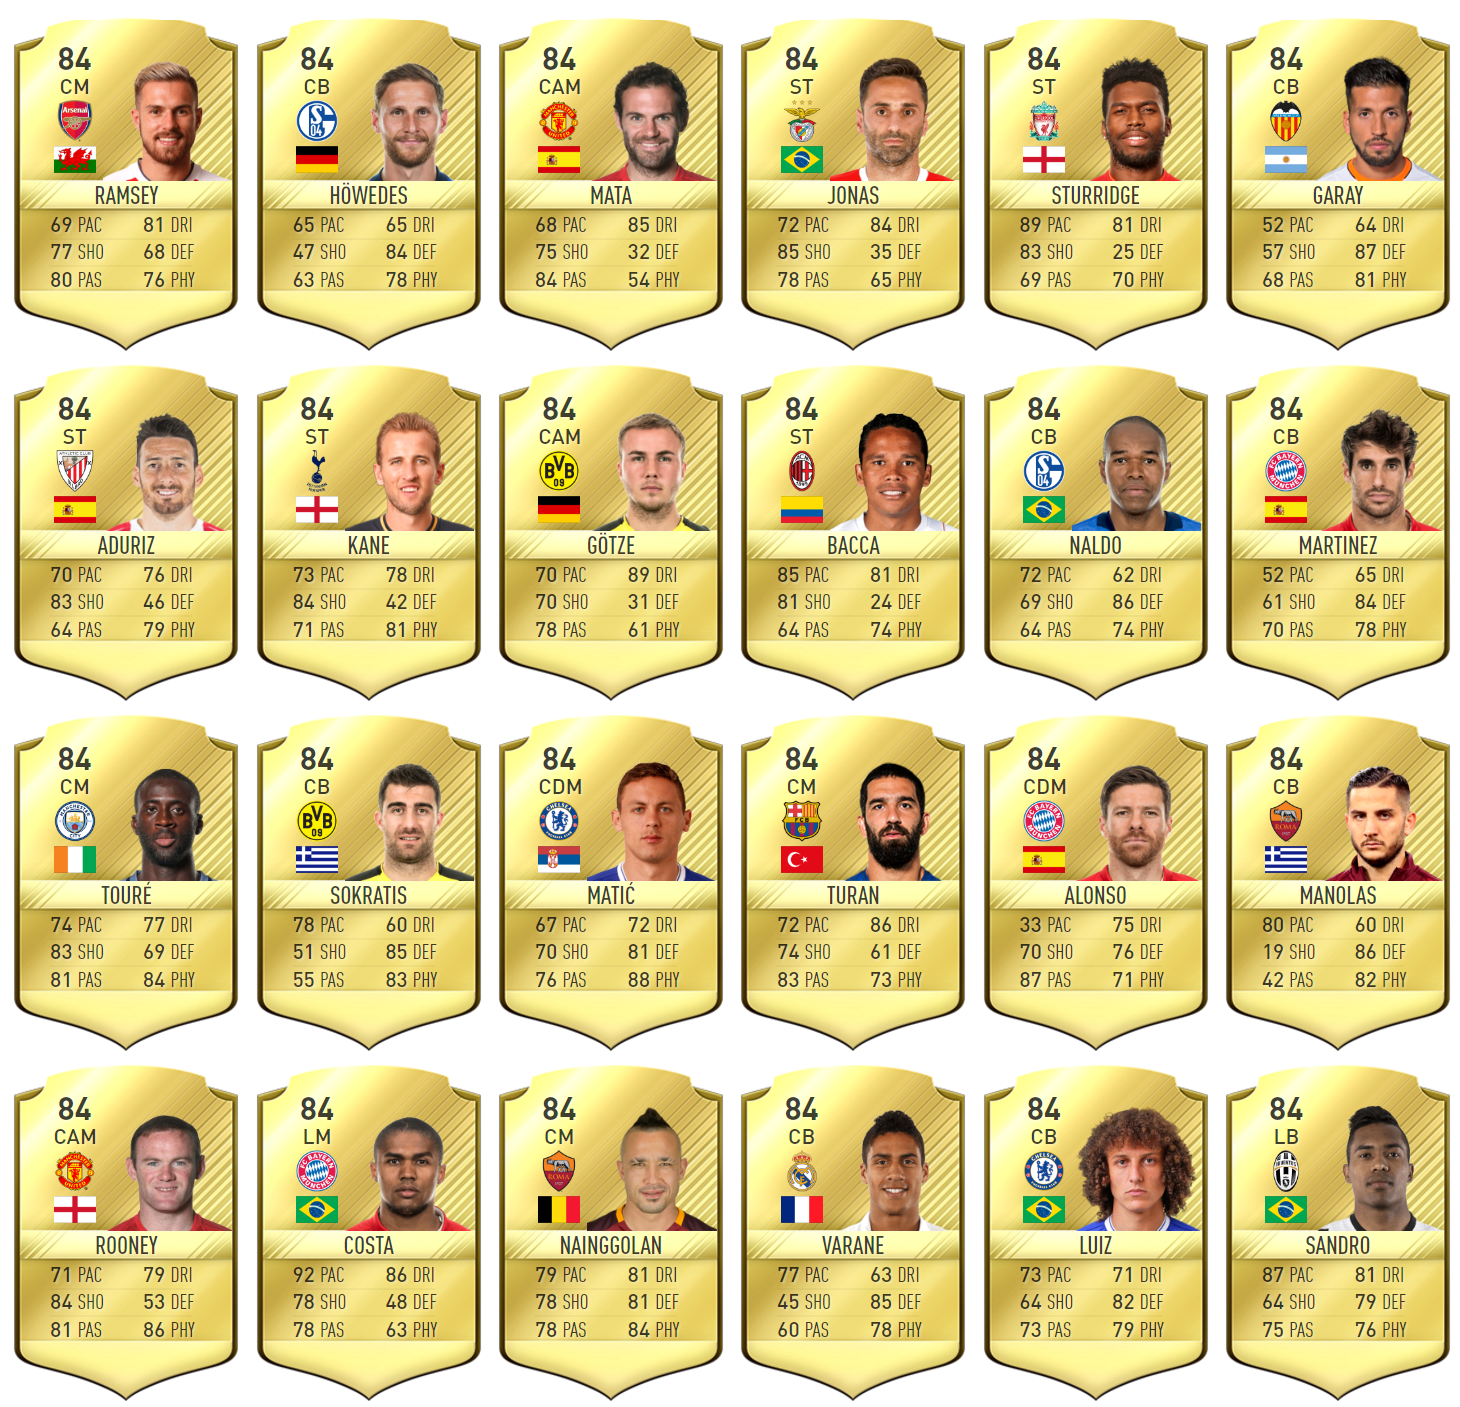 84 84 84 84 84 84
CM CB CAM ST ST CB
Arsenal
RAMSEY HÖWEDES MATA JONAS STURRIDGE GARAY
69 PAC 81 DRI 65 PAC 65 DRI 68 PAC 85 DRI 72 PAC 84 DRI 89 PAC 81 DRI 52 PAC 64 DRI
77 SHO 68 DEF 47 SHO 84 DEF 75 SHO 32 DEF 85 SHO 35 DEF 83 SHO 25 DEF 57 SHO 87 DEF
80 PAS 76 PHY 63 PAS 78 PHY 84 PAS 54 PHY 78 PAS 65 PHY 69 PAS 70 PHY 68 PAS 81 PHY
84 84 84 84 84 84
ST ST CAM ST CB CB
BVB
09
ADURIZ KANE GÖTZE BACCA NALDO MARTINEZ
70 PAC 76 DRI 73 PAC 78 DRI 70 PAC 89 DRI 85 PAC 81 DRI 72 PAC 62 DRI 52 PAC 65 DRI
83 SHO 46 DEF 84 SHO 42 DEF 70 SHO 31 DEF 81 SHO 24 DEF 69 SHO 86 DEF 61 SHO 84 DEF
64 PAS 79 PHY 71 PAS 81 PHY 78 PAS 61 PHY 64 PAS 74 PHY 64 PAS 74 PHY 70 PAS 78 PHY
84 84 84 84 84 84
CM CB CDM CM CDM CB
BVB
09
ROMA
TOURÉ SOKRATIS MATIĆ TURAN ALONSO MANOLAS
74 PAC 77 DRI 78 PAC 60 DRI 67 PAC 72 DRI 72 PAC 86 DRI 33 PAC 75 DRI 80 PAC 60 DRI
83 SHO 69 DEF 51 SHO 85 DEF 70 SHO 81 DEF 74 SHO 61 DEF 70 SHO 76 DEF 19 SHO 86 DEF
81 PAS 84 PHY 55 PAS 83 PHY 76 PAS 88 PHY 83 PAS 73 PHY 87 PAS 71 PHY 42 PAS 82 PHY
84 84 84 84 84 84
CAM LM CM CB CB LB
ROMA
ROONEY COSTA NAINGGOLAN VARANE LUIZ SANDRO
71 PAC 79 DRI 92 PAC 86 DRI 79 PAC 81 DRI 77 PAC 63 DRI 73 PAC 71 DRI 87 PAC 81 DRI
84 SHO 53 DEF 78 SHO 48 DEF 78 SHO 81 DEF 45 SHO 85 DEF 64 SHO 82 DEF 64 SHO 79 DEF
81 PAS 86 PHY 78 PAS 63 PHY 78 PAS 84 PHY 60 PAS 78 PHY 73 PAS 79 PHY 75 PAS 76 PHY